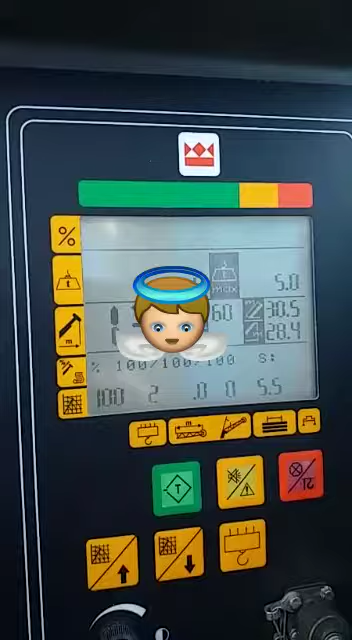 %
t
t
max
5.0
60
30.5
m
28.4
% 100/100/100 S:
100 2 .0 0 5.5
m
T